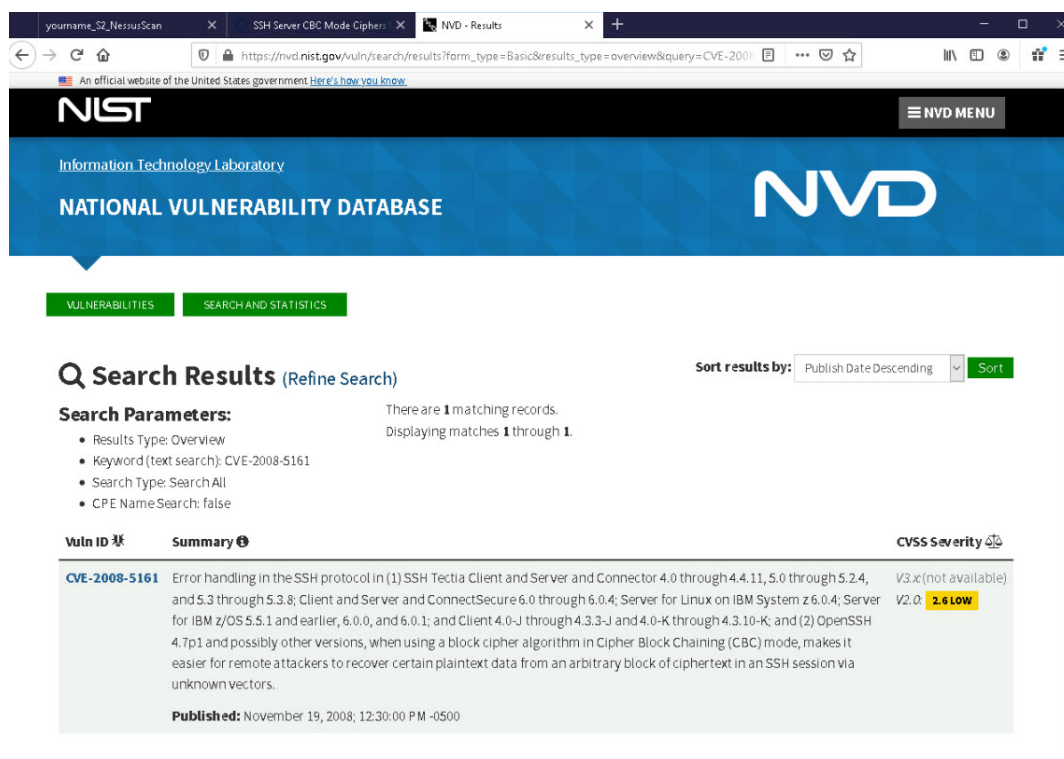 yourname_S2_NessusScan
SSH Server CBC Mode Ciphers
NVD - Results
https://nvd.nist.gov/vuln/search/results?form_type=Basic&results_type=overview&query=CVE-2008
An official website of the United States government Here's how you know
NIST
NVD MENU
Information Technology Laboratory
NATIONAL VULNERABILITY DATABASE
NVD
VULNERABILITIES
SEARCH AND STATISTICS
Search Results (Refine Search)
Sort results by: Publish Date Descending Sort
Search Parameters:
• Results Type: Overview
• Keyword (text search): CVE-2008-5161
• Search Type: Search All
• CPE Name Search: false
There are 1 matching records.
Displaying matches 1 through 1.
Vuln ID Summary CVSS Severity
CVE-2008-5161
Error handling in the SSH protocol in (1) SSH Tectia Client and Server and Connector 4.0 through 4.4.11, 5.0 through 5.2.4,
and 5.3 through 5.3.8; Client and Server and ConnectSecure 6.0 through 6.0.4; Server for Linux on IBM System z 6.0.4; Server
for IBM z/OS 5.5.1 and earlier, 6.0.0, and 6.0.1; and Client 4.0-J through 4.3.3-J and 4.0-K through 4.3.10-K; and (2) OpenSSH
4.7p1 and possibly other versions, when using a block cipher algorithm in Cipher Block Chaining (CBC) mode, makes it
easier for remote attackers to recover certain plaintext data from an arbitrary block of ciphertext in an SSH session via
unknown vectors.
Published: November 19, 2008; 12:30:00 PM -0500
V3.x:(not available)
V2.0: 2.6 LOW